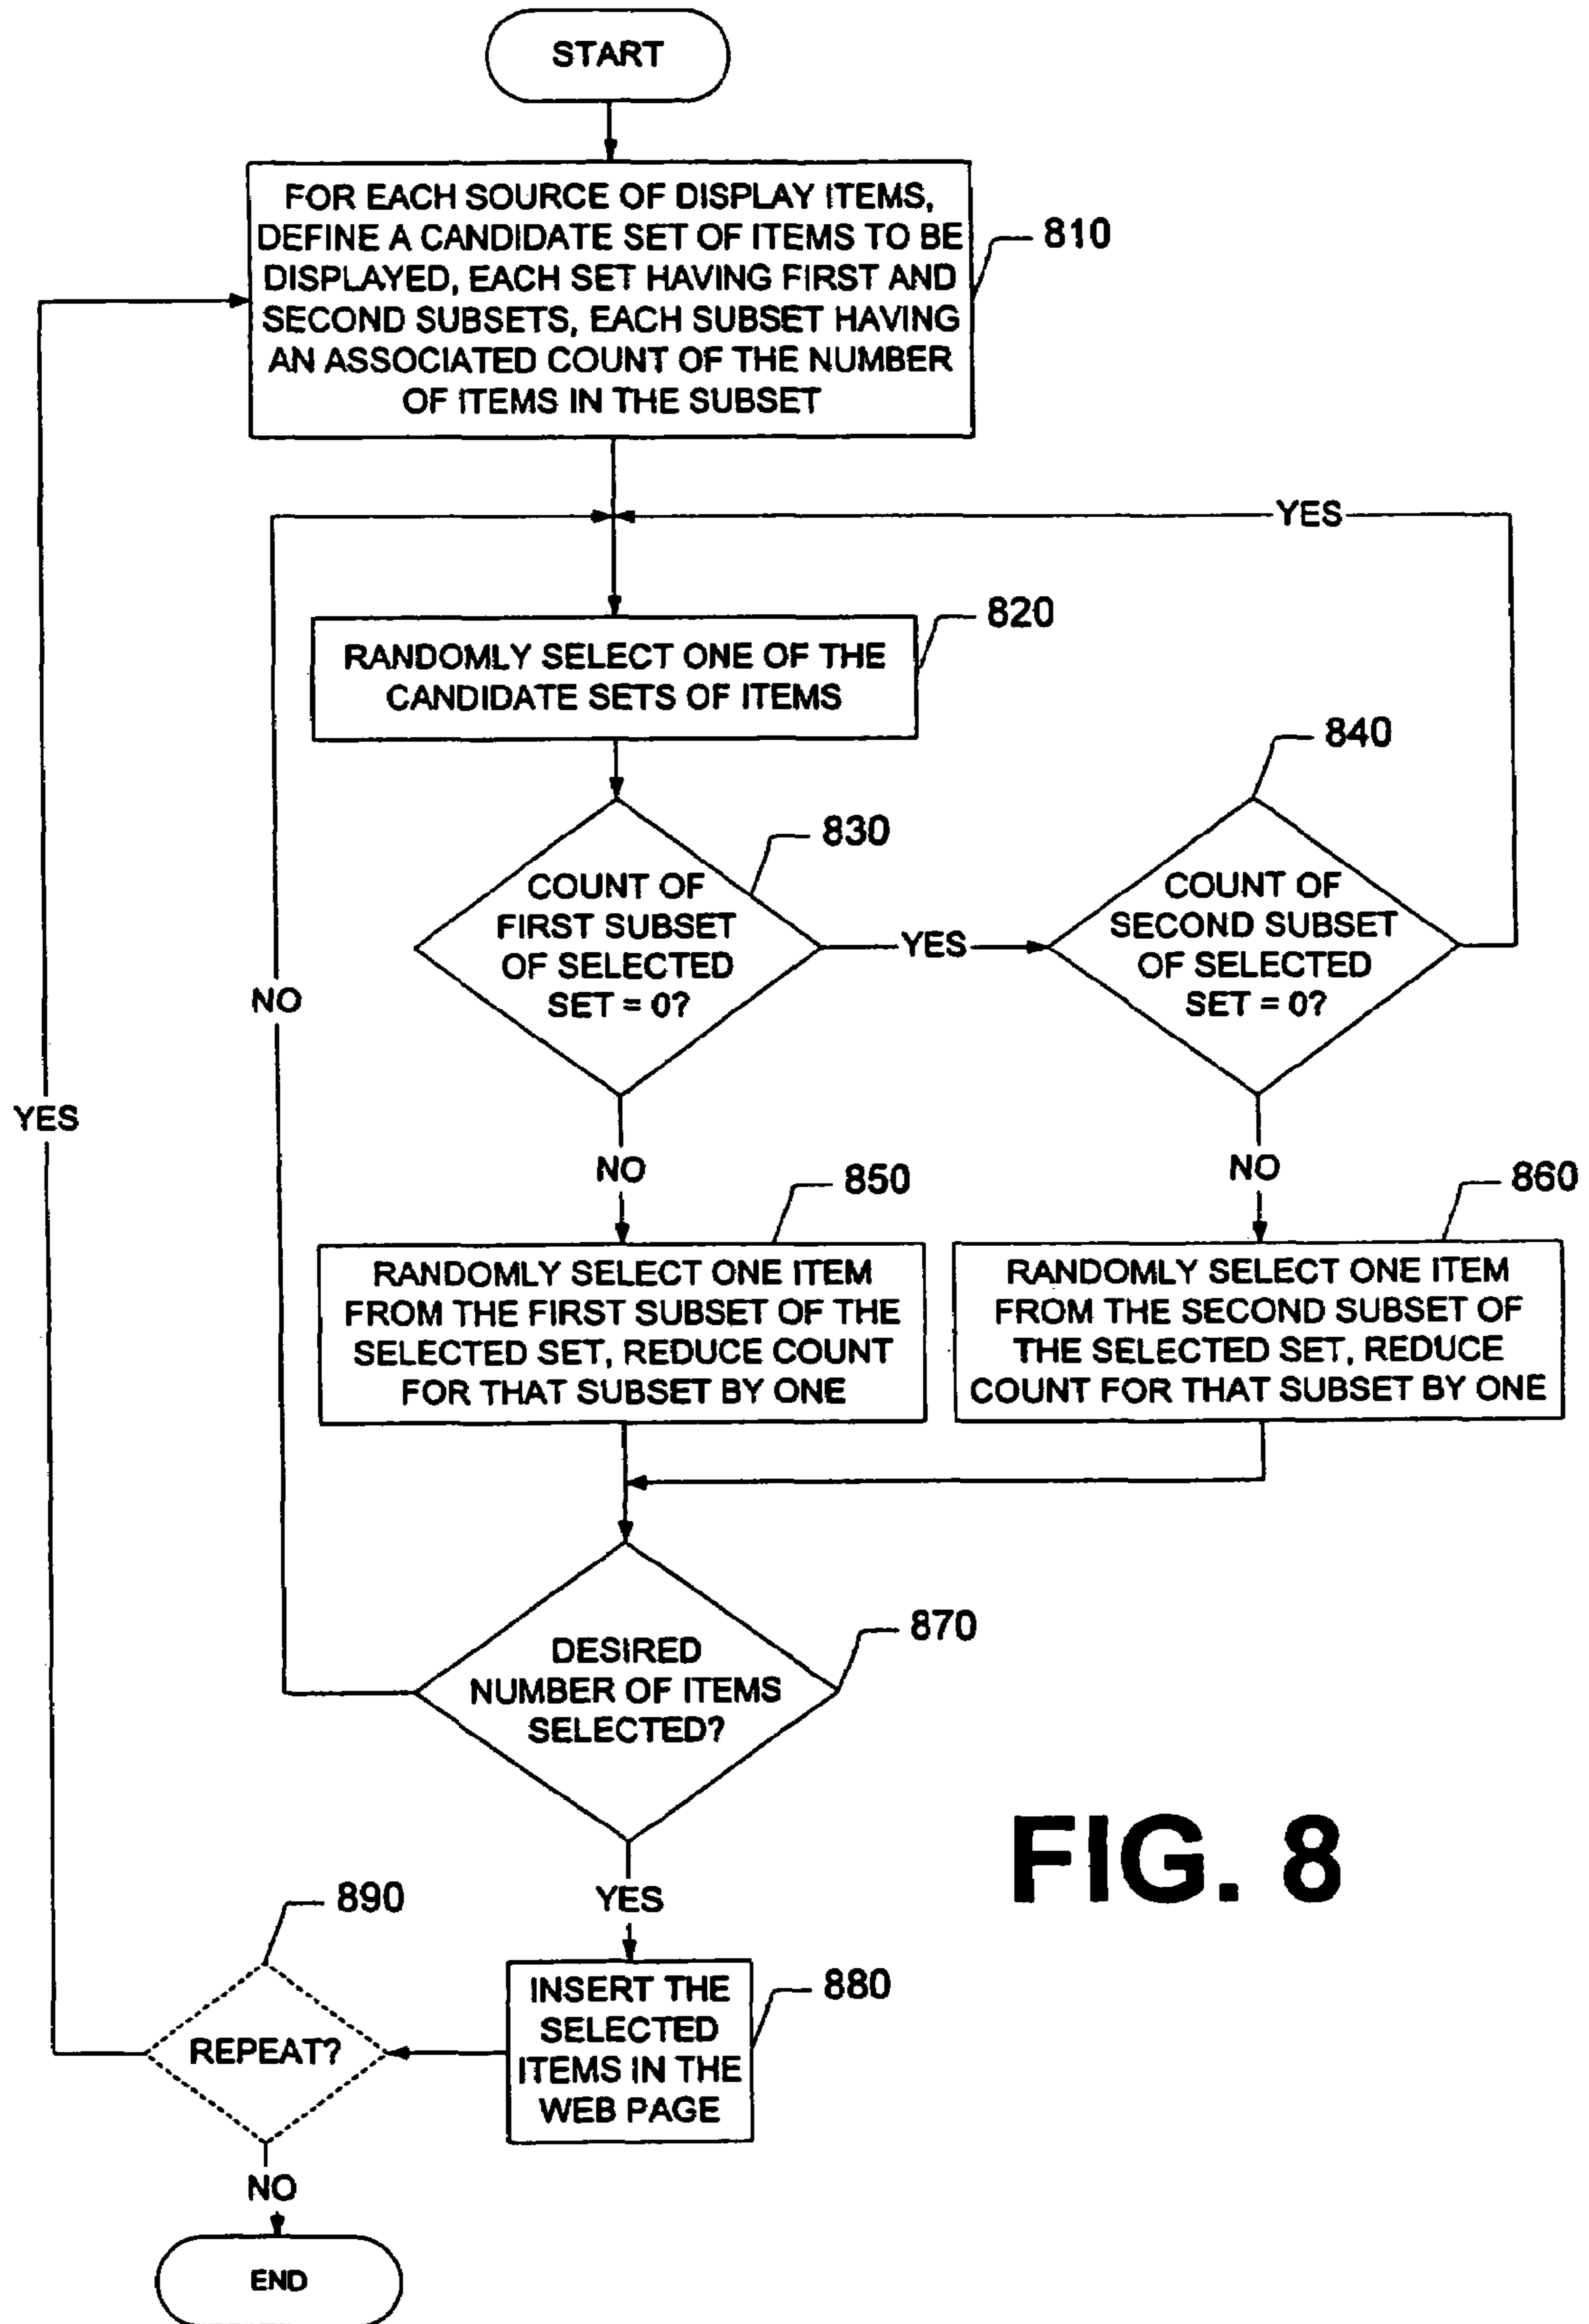 START
FOR EACH SOURCE OF DISPLAY ITEMS,
DEFINE A CANDIDATE SET OF ITEMS TO BE
DISPLAYED, EACH SET HAVING FIRST AND
SECOND SUBSETS, EACH SUBSET HAVING
AN ASSOCIATED COUNT OF THE NUMBER
OF ITEMS IN THE SUBSET
810
YES
820
RANDOMLY SELECT ONE OF THE
CANDIDATE SETS OF ITEMS
840
830
COUNT OF
FIRST SUBSET
OF SELECTED
SET = 0?
YES
COUNT OF
SECOND SUBSET
OF SELECTED
SET = 0?
NO
YES
NO
NO
850
860
RANDOMLY SELECT ONE ITEM
FROM THE FIRST SUBSET OF THE
SELECTED SET, REDUCE COUNT
FOR THAT SUBSET BY ONE
RANDOMLY SELECT ONE ITEM
FROM THE SECOND SUBSET OF
THE SELECTED SET, REDUCE
COUNT FOR THAT SUBSET BY ONE
870
DESIRED
NUMBER OF ITEMS
SELECTED?
FIG. 8
YES
890
880
INSERT THE
SELECTED
ITEMS IN THE
WEB PAGE
REPEAT?
NO
END